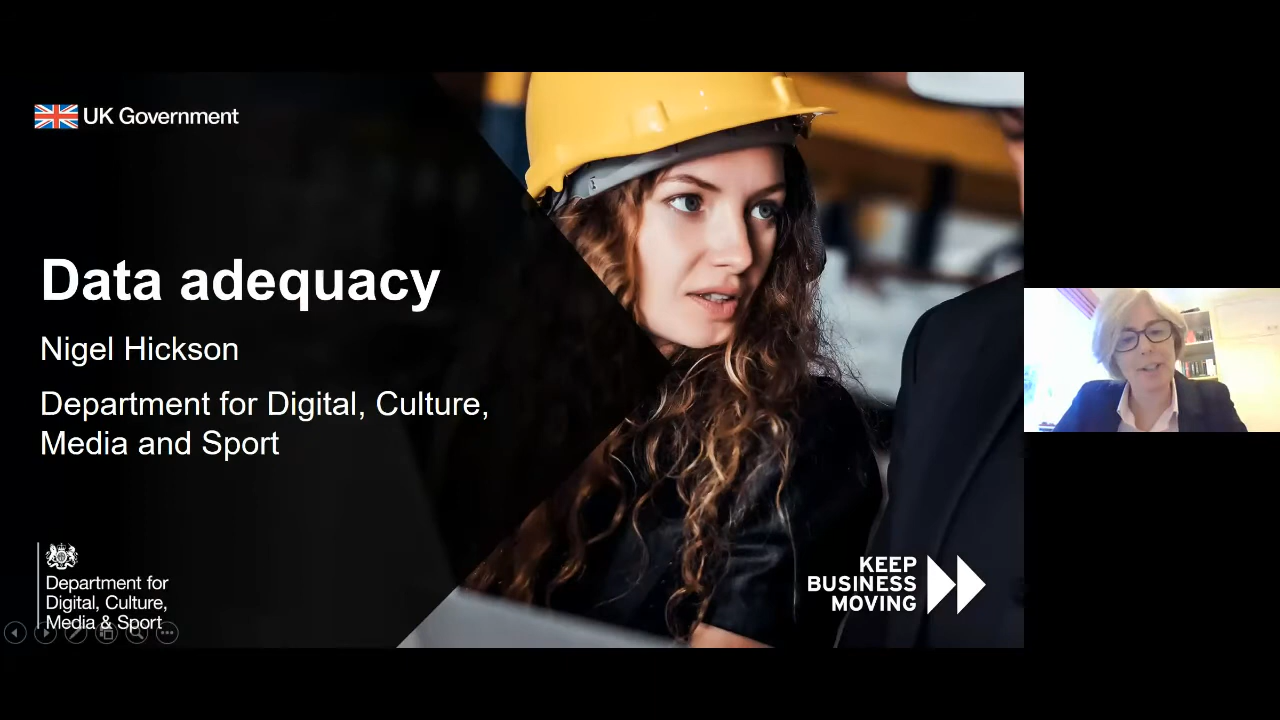 UK Government
Data adequacy
Nigel Hickson
Department for Digital, Culture,
Media and Sport
Department for
Digital, Culture,
Media & Sport
KEEP
BUSINESS
MOVING